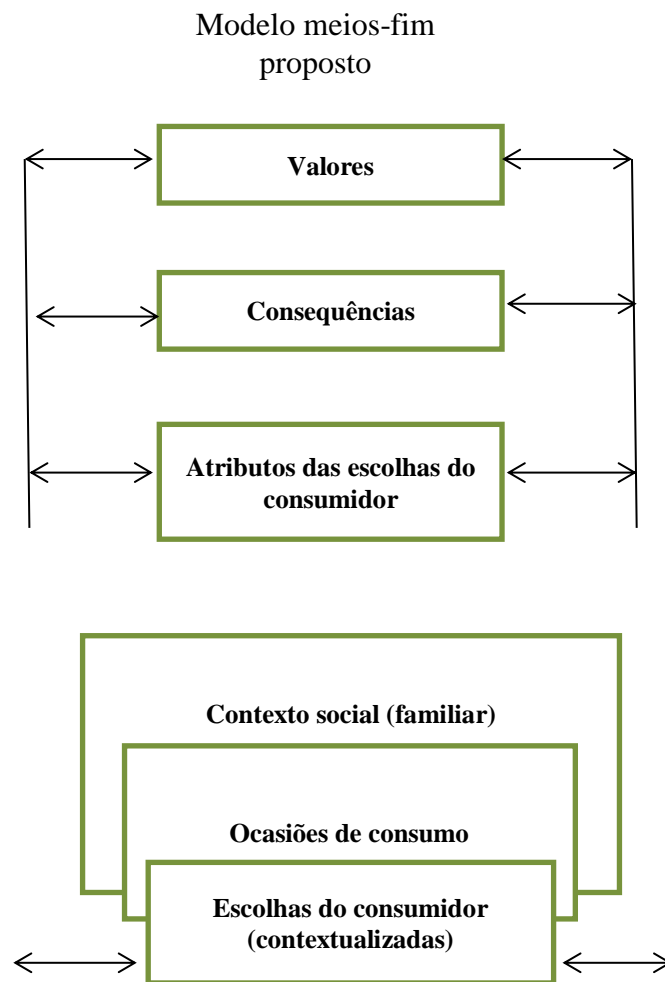 Modelo meios-fim
proposto
Valores
Consequências
Atributos das escolhas do
consumidor
Contexto social (familiar)
Ocasiões de consumo
Escolhas do consumidor
(contextualizadas)